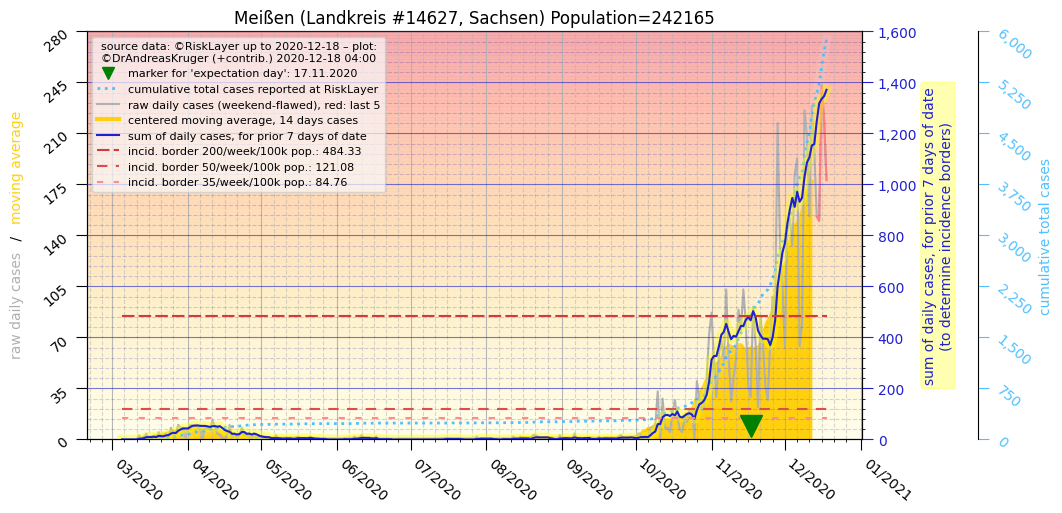 Meißen (Landkreis #14627, Sachsen) Population=242165
source data: ©RiskLayer up to 2020-12-18 – plot:
©DrAndreasKruger (+contrib.) 2020-12-18 04:00
marker for 'expectation day': 17.11.2020
cumulative total cases reported at RiskLayer
raw daily cases (weekend-flawed), red: last 5
centered moving average, 14 days cases
sum of daily cases, for prior 7 days of date
incid. border 200/week/100k pop.: 484.33
incid. border 50/week/100k pop.: 121.08
incid. border 35/week/100k pop.: 84.76
raw daily cases / moving average
280
245
210
175
140
105
70
35
0
03/2020
04/2020
05/2020
06/2020
07/2020
08/2020
09/2020
10/2020
11/2020
12/2020
01/2021
1,600
1,400
1,200
1,000
800
600
400
200
0
sum of daily cases, for prior 7 days of date
(to determine incidence borders)
6,000
5,250
4,500
3,750
3,000
2,250
1,500
750
0
cumulative total cases